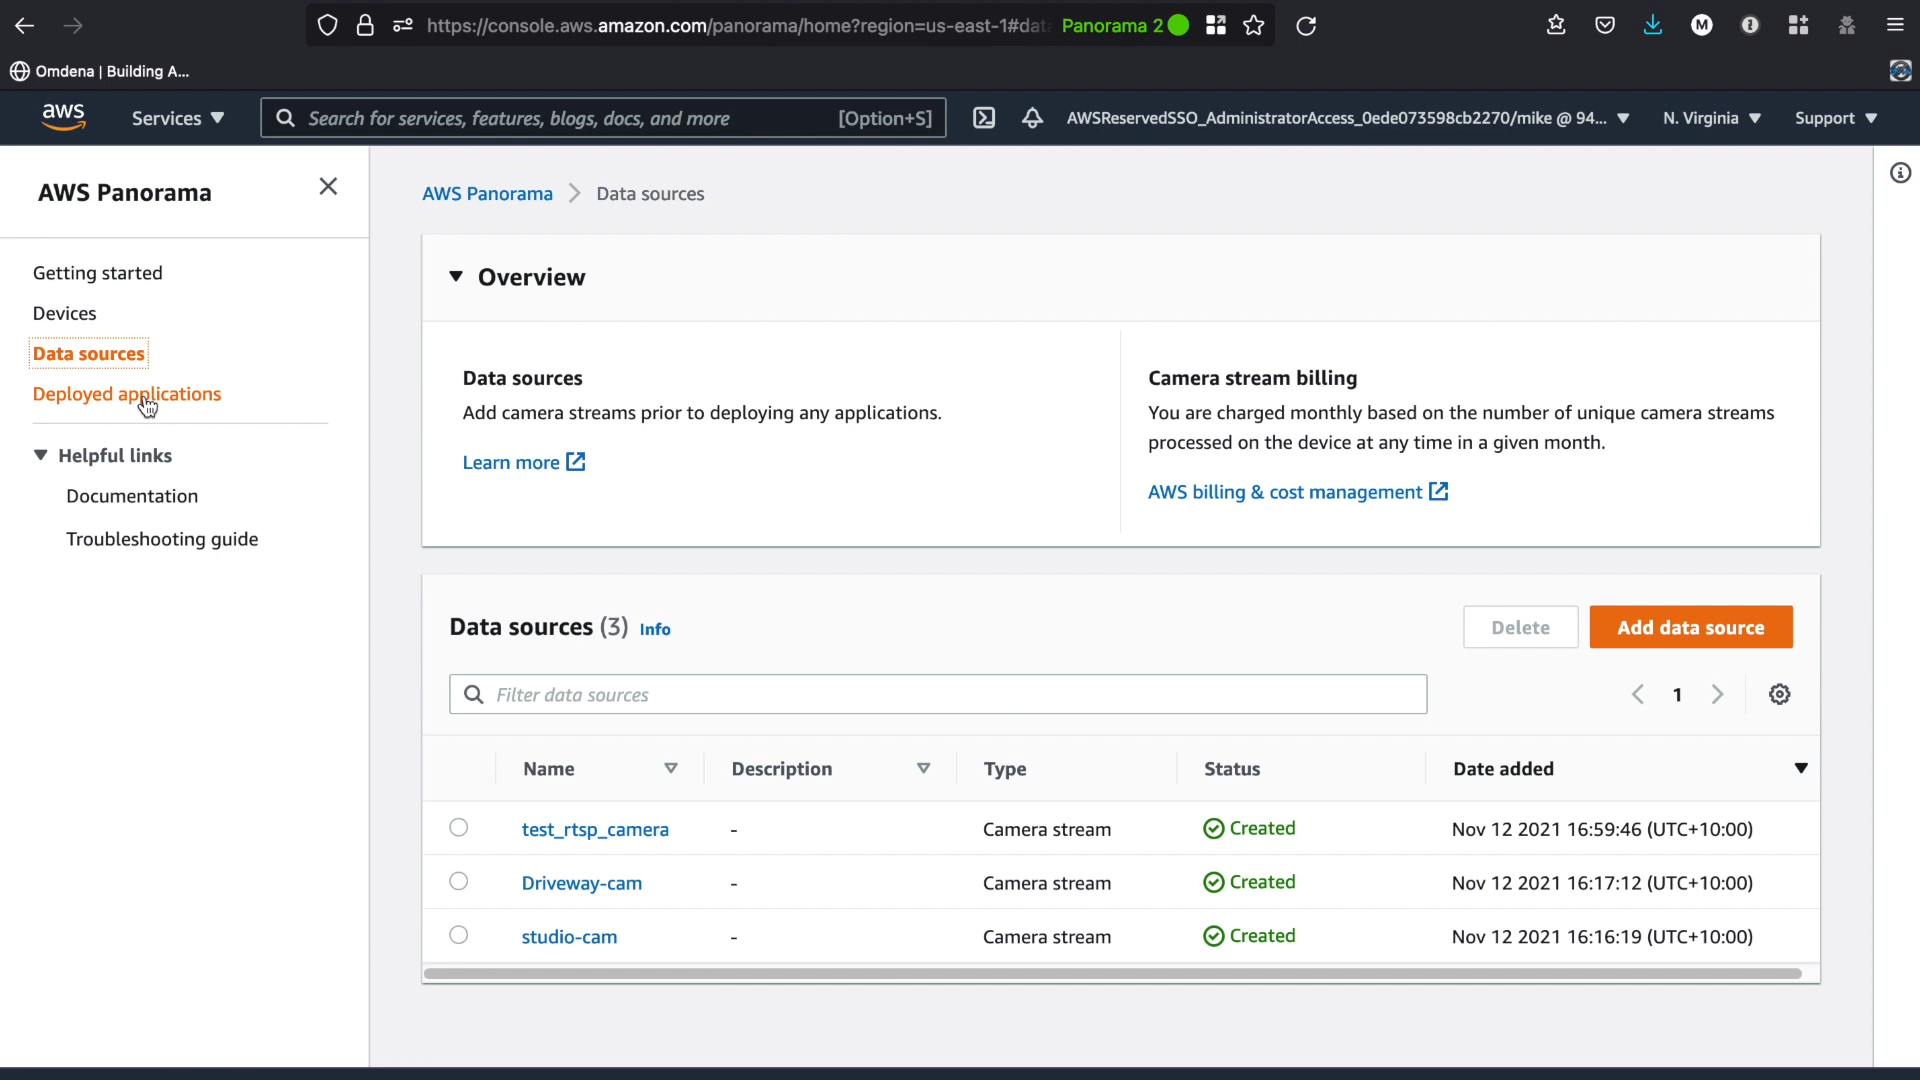 https://console.aws.amazon.com/panorama/home?region=us-east-1#dat Panorama 2
M
Omdena | Building A...
aws Services Search for services, features, blogs, docs, and more [Option+S] AWSReservedSSO_AdministratorAccess_0ede073598cb2270/mike @ 94... N. Virginia Support
AWS Panorama
Getting started
Devices
Data sources
Deployed applications
Helpful links
Documentation
Troubleshooting guide
AWS Panorama > Data sources
Overview
Data sources
Add camera streams prior to deploying any applications.
Learn more
Camera stream billing
You are charged monthly based on the number of unique camera streams
processed on the device at any time in a given month.
AWS billing & cost management
Data sources (3) Info
Delete
Add data source
Filter data sources
1
Name Description Type Status Date added
test_rtsp_camera - Camera stream Created Nov 12 2021 16:59:46 (UTC+10:00)
Driveway-cam - Camera stream Created Nov 12 2021 16:17:12 (UTC+10:00)
studio-cam - Camera stream Created Nov 12 2021 16:16:19 (UTC+10:00)